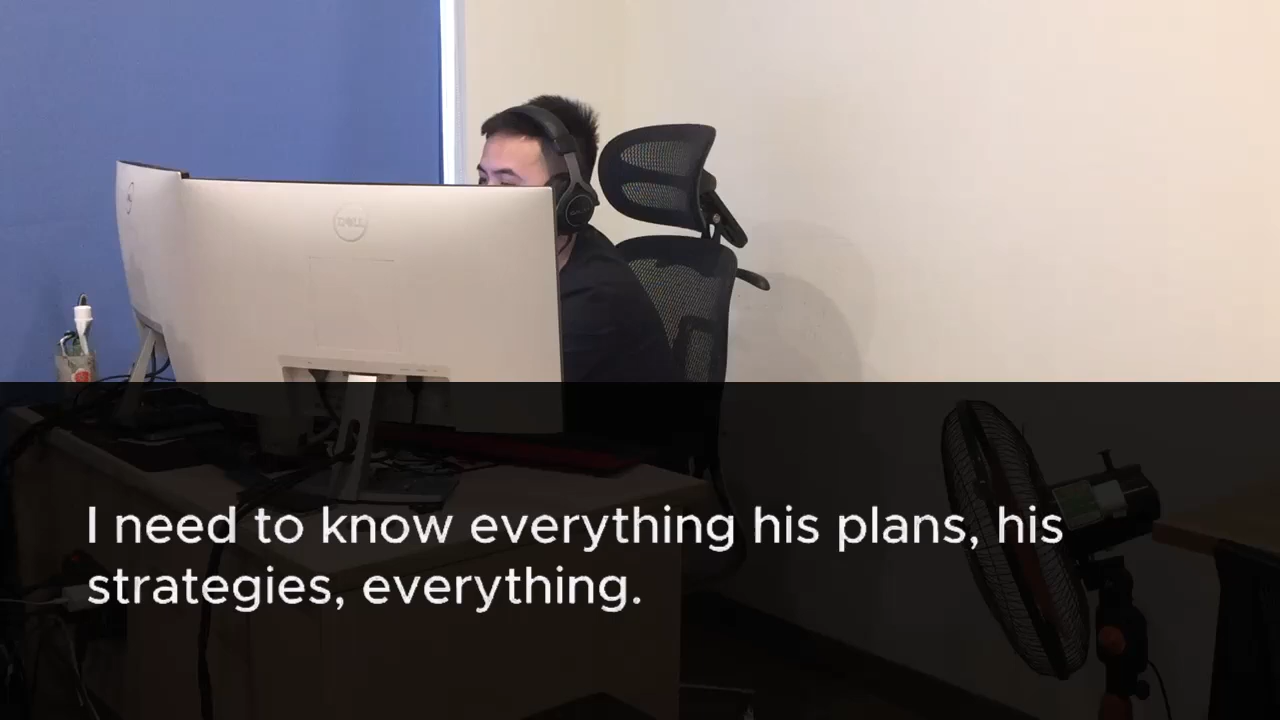 DELL
I need to know everything his plans, his
strategies, everything.